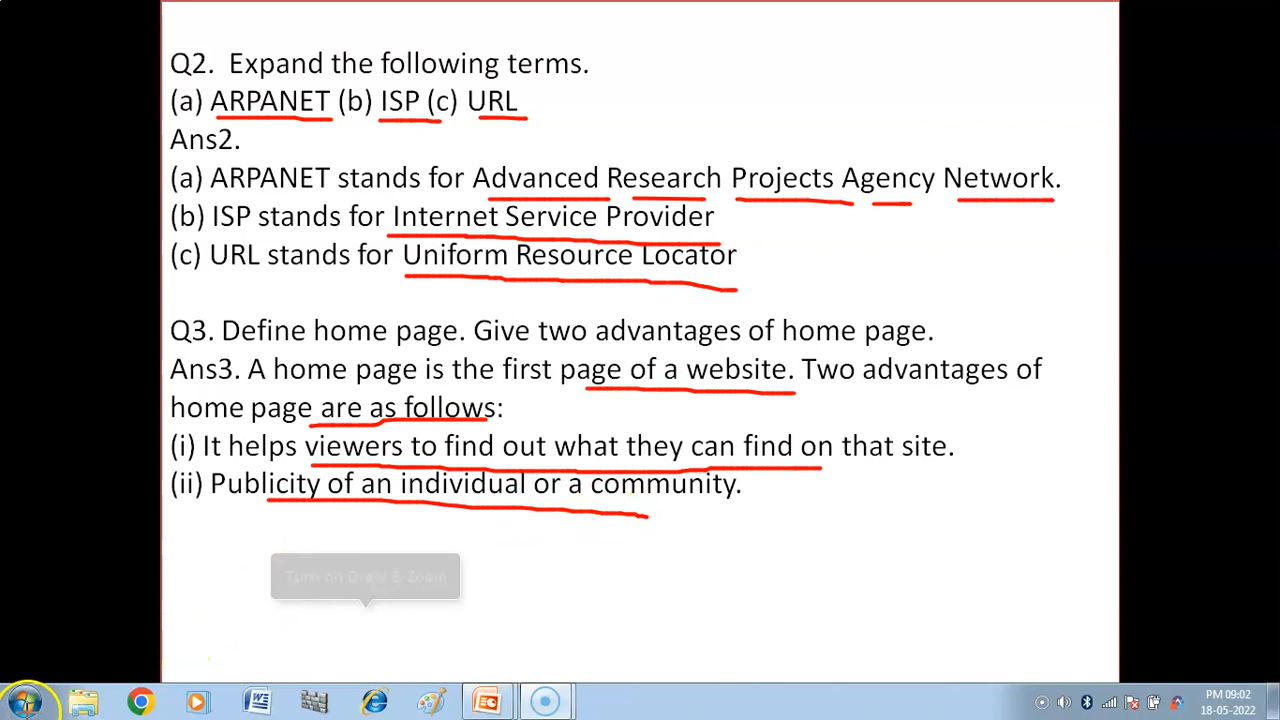 Q2. Expand the following terms.
(a) ARPANET (b) ISP (c) URL
Ans2.
(a) ARPANET stands for Advanced Research Projects Agency Network.
(b) ISP stands for Internet Service Provider
(c) URL stands for Uniform Resource Locator
Q3. Define home page. Give two advantages of home page.
Ans3. A home page is the first page of a website. Two advantages of
home page are as follows:
(i) It helps viewers to find out what they can find on that site.
(ii) Publicity of an individual or a community.
Turn on Draw & Zoom
PM 09:02
18-05-2022